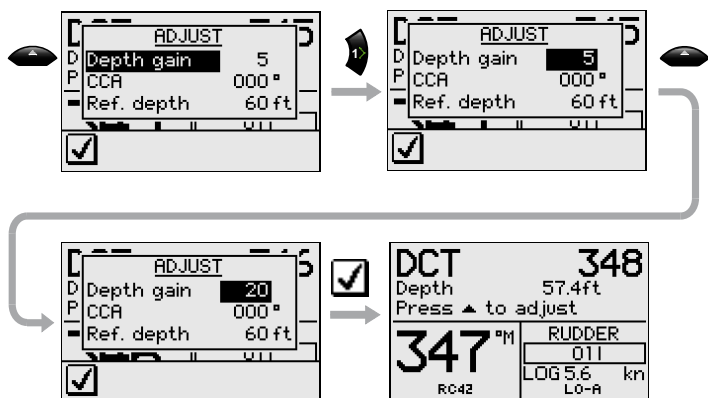 ADJUST
Depth gain 5
CCA 000°
Ref. depth 60 ft
1>
ADJUST
Depth gain 5
CCA 000°
Ref. depth 60 ft
ADJUST
Depth gain 20
CCA 000°
Ref. depth 60 ft
DCT 348
Depth 57.4ft
Press ▲ to adjust
347°M
RC42
RUDDER
011
LOG 5.6 kn
LO-A